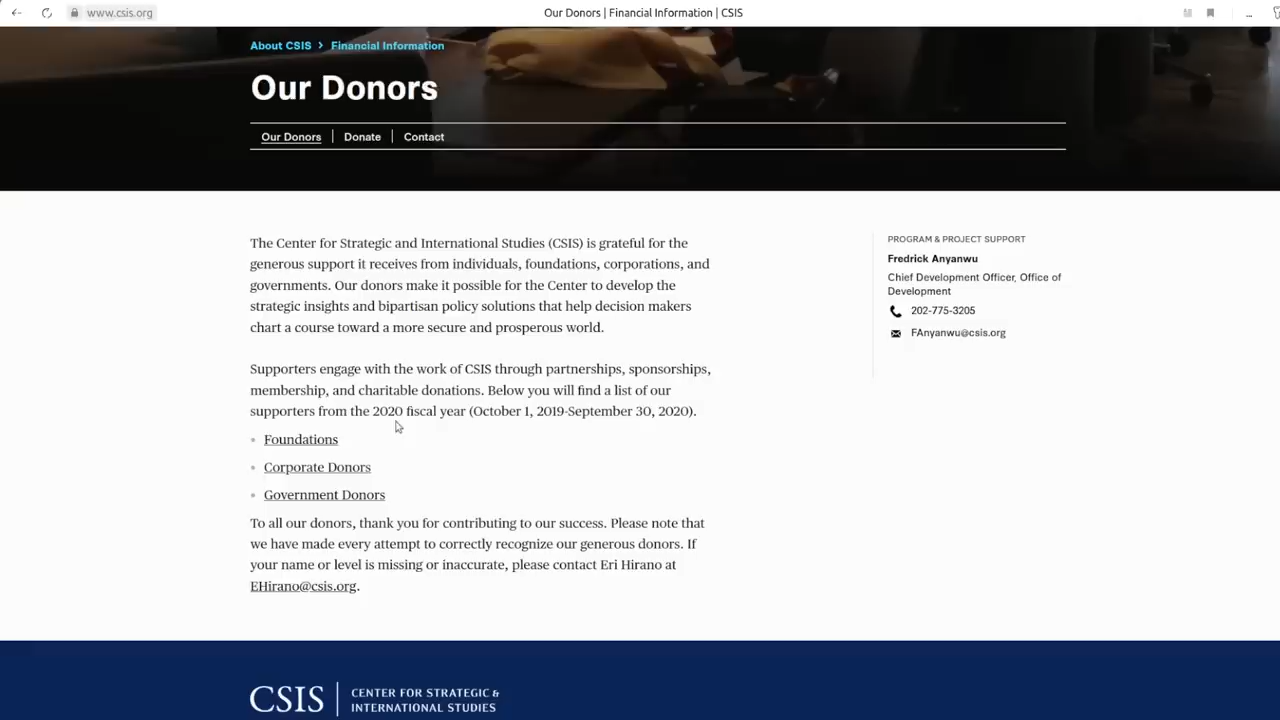 www.csis.org
Our Donors | Financial Information | CSIS
About CSIS > Financial Information
Our Donors
Our Donors | Donate | Contact
The Center for Strategic and International Studies (CSIS) is grateful for the
generous support it receives from individuals, foundations, corporations, and
governments. Our donors make it possible for the Center to develop the
strategic insights and bipartisan policy solutions that help decision makers
chart a course toward a more secure and prosperous world.
Supporters engage with the work of CSIS through partnerships, sponsorships,
membership, and charitable donations. Below you will find a list of our
supporters from the 2020 fiscal year (October 1, 2019-September 30, 2020).
• Foundations
• Corporate Donors
• Government Donors
To all our donors, thank you for contributing to our success. Please note that
we have made every attempt to correctly recognize our generous donors. If
your name or level is missing or inaccurate, please contact Eri Hirano at
EHirano@csis.org.
PROGRAM & PROJECT SUPPORT
Fredrick Anyanwu
Chief Development Officer, Office of
Development
202-775-3205
FAnyanwu@csis.org
CSIS | CENTER FOR STRATEGIC &
INTERNATIONAL STUDIES